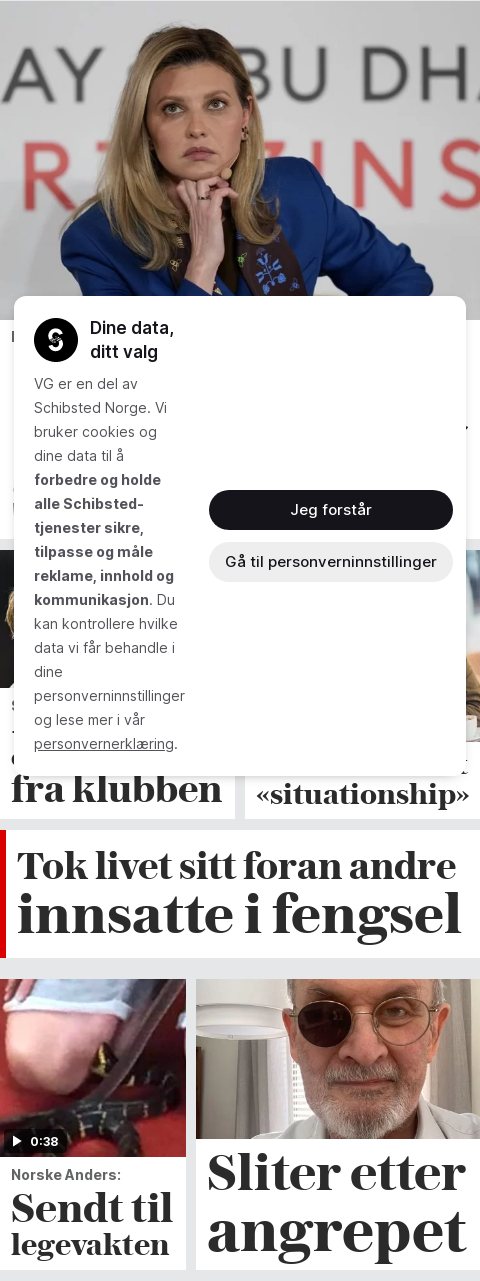 AY ABU DHA
Dine data,
ditt valg
VG er en del av
Schibsted Norge. Vi
bruker cookies og
dine data til å
forbedre og holde
alle Schibsted-
tjenester sikre,
tilpasse og måle
reklame, innhold og
kommunikasjon. Du
kan kontrollere hvilke
data vi får behandle i
dine
personverninnstillinger
og lese mer i vår
personvernerklæring.
Jeg forstår
Gå til personverninnstillinger
fra klubben
«situationship»
Tok livet sitt foran andre
innsatte i fengsel
0:38
Norske Anders:
Sendt til
legevakten
Sliter etter
angrepet